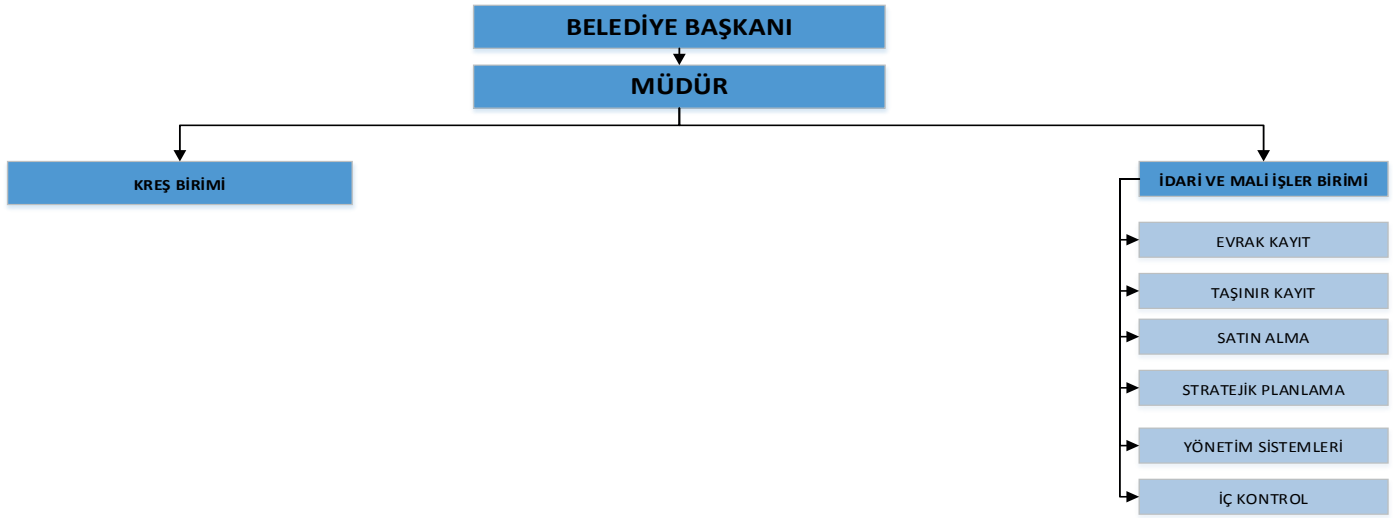 BELEDİYE BAŞKANI
MÜDÜR
KREŞ BİRİMİ
İDARİ VE MALİ İŞLER BİRİMİ
EVRAK KAYIT
TAŞINIR KAYIT
SATIN ALMA
STRATEJİK PLANLAMA
YÖNETİM SİSTEMLERİ
İÇ KONTROL